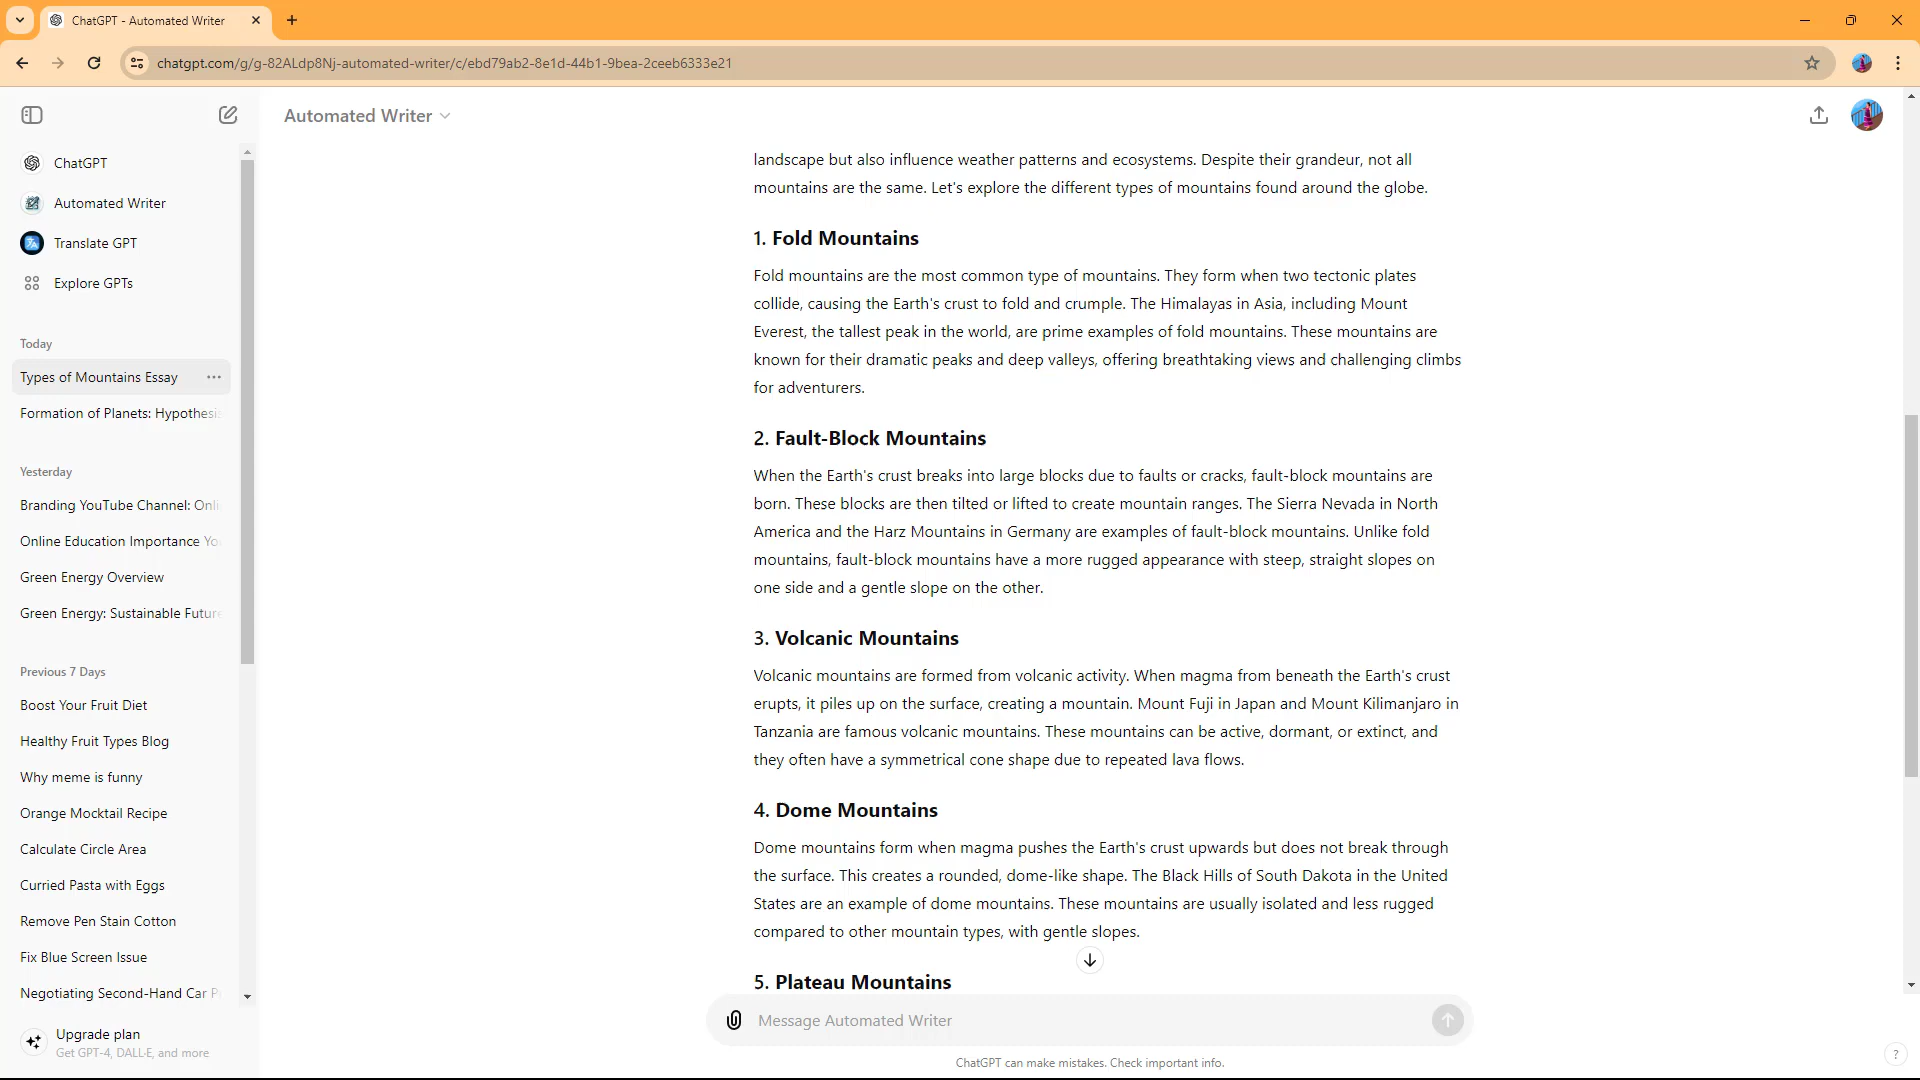 ChatGPT - Automated Writer
chatgpt.com/g/g-82ALdp8Nj-automated-writer/c/ebd79ab2-8e1d-44b1-9bea-2ceeb6333e21
ChatGPT
Automated Writer
Translate GPT
Explore GPTs
Today
Types of Mountains Essay
Formation of Planets: Hypothesis
Yesterday
Branding YouTube Channel: Onli
Online Education Importance Yo
Green Energy Overview
Green Energy: Sustainable Future
Previous 7 Days
Boost Your Fruit Diet
Healthy Fruit Types Blog
Why meme is funny
Orange Mocktail Recipe
Calculate Circle Area
Curried Pasta with Eggs
Remove Pen Stain Cotton
Fix Blue Screen Issue
Negotiating Second-Hand Car P
Upgrade plan
Get GPT-4, DALL·E, and more
Automated Writer
landscape but also influence weather patterns and ecosystems. Despite their grandeur, not all
mountains are the same. Let's explore the different types of mountains found around the globe.
1. Fold Mountains
Fold mountains are the most common type of mountains. They form when two tectonic plates
collide, causing the Earth's crust to fold and crumple. The Himalayas in Asia, including Mount
Everest, the tallest peak in the world, are prime examples of fold mountains. These mountains are
known for their dramatic peaks and deep valleys, offering breathtaking views and challenging climbs
for adventurers.
2. Fault-Block Mountains
When the Earth's crust breaks into large blocks due to faults or cracks, fault-block mountains are
born. These blocks are then tilted or lifted to create mountain ranges. The Sierra Nevada in North
America and the Harz Mountains in Germany are examples of fault-block mountains. Unlike fold
mountains, fault-block mountains have a more rugged appearance with steep, straight slopes on
one side and a gentle slope on the other.
3. Volcanic Mountains
Volcanic mountains are formed from volcanic activity. When magma from beneath the Earth's crust
erupts, it piles up on the surface, creating a mountain. Mount Fuji in Japan and Mount Kilimanjaro in
Tanzania are famous volcanic mountains. These mountains can be active, dormant, or extinct, and
they often have a symmetrical cone shape due to repeated lava flows.
4. Dome Mountains
Dome mountains form when magma pushes the Earth's crust upwards but does not break through
the surface. This creates a rounded, dome-like shape. The Black Hills of South Dakota in the United
States are an example of dome mountains. These mountains are usually isolated and less rugged
compared to other mountain types, with gentle slopes.
5. Plateau Mountains
Message Automated Writer
ChatGPT can make mistakes. Check important info.
?